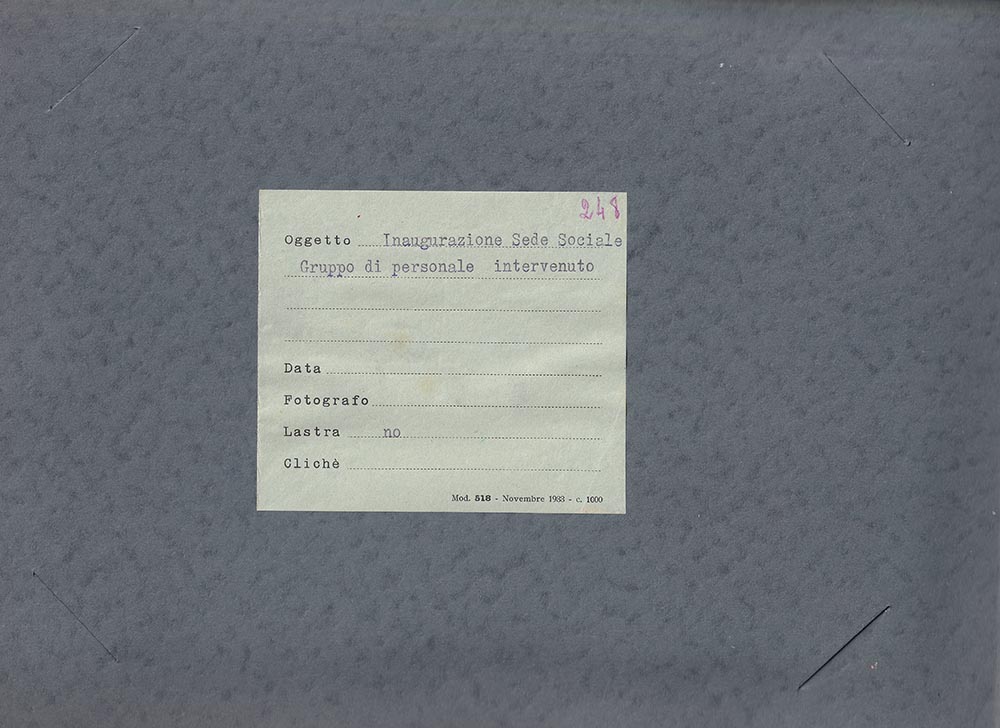 248
Oggetto Inaugurazione Sede Sociale
Gruppo di personale intervenuto
Data
Fotografo
Lastra no
Clichè
Mod. 518 - Novembre 1933 - c. 1000